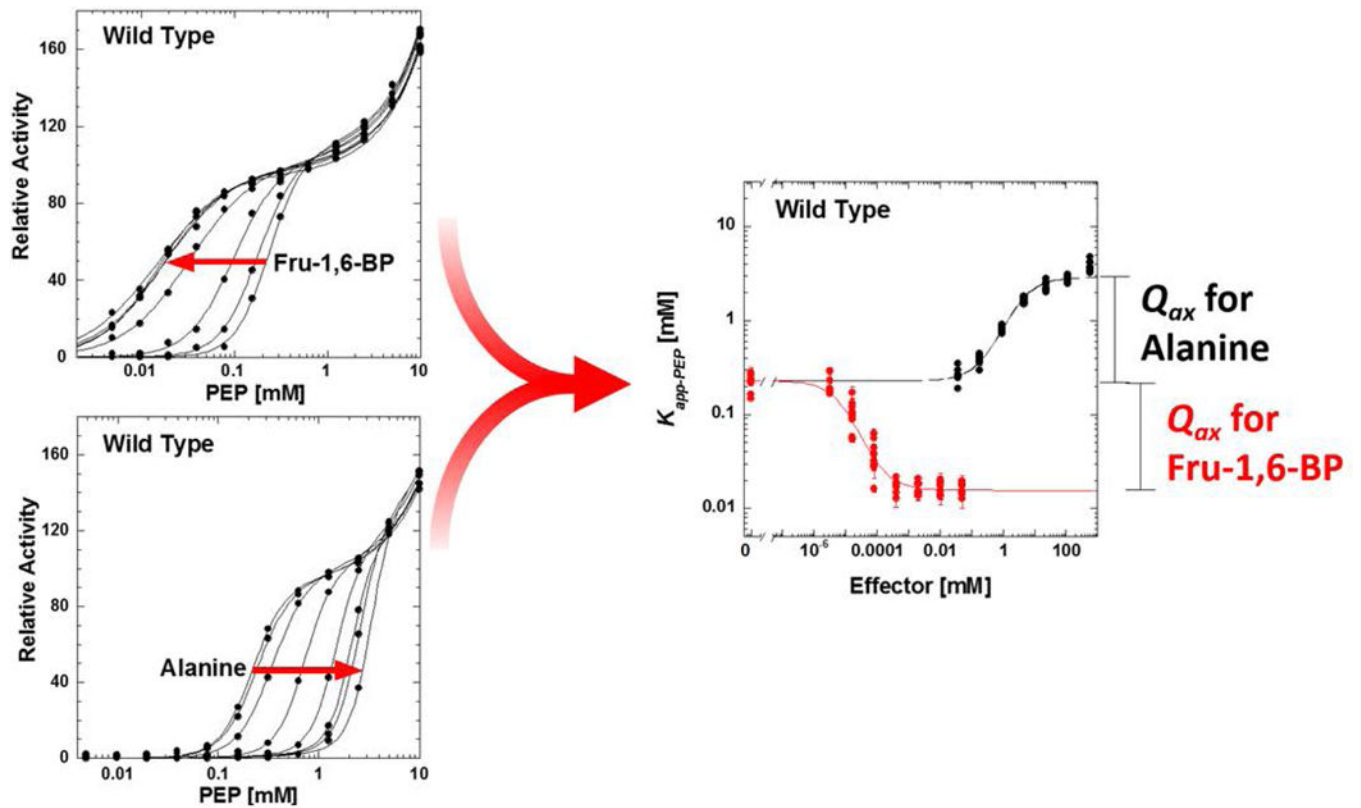 Wild Type
160
120
80
40
0
Relative Activity
Fru-1,6-BP
0.01
0.1
1
10
PEP [mM]
Wild Type
160
120
80
40
0
Relative Activity
Alanine
0.01
0.1
1
10
PEP [mM]
Wild Type
10
1
0.1
0.01
Kapp-PEP [mM]
0
10-6
0.0001
0.01
1
100
Effector [mM]
Qax for
Alanine
Qax for
Fru-1,6-BP